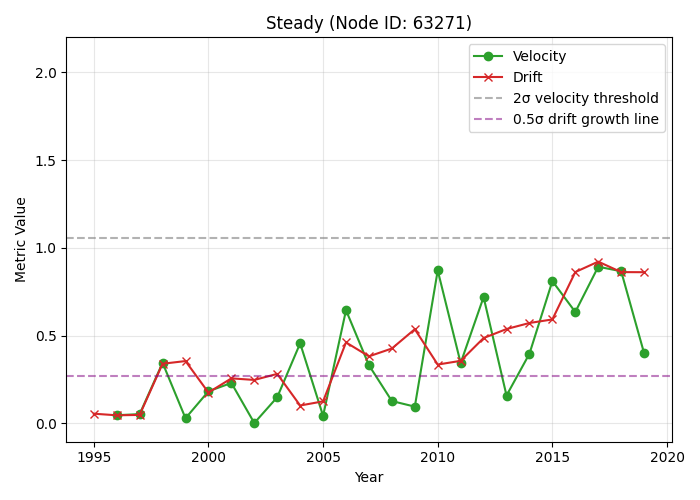 Steady (Node ID: 63271)
Velocity
Drift
2σ velocity threshold
0.5σ drift growth line
Metric Value
2.0
1.5
1.0
0.5
0.0
1995 2000 2005 2010 2015 2020
Year